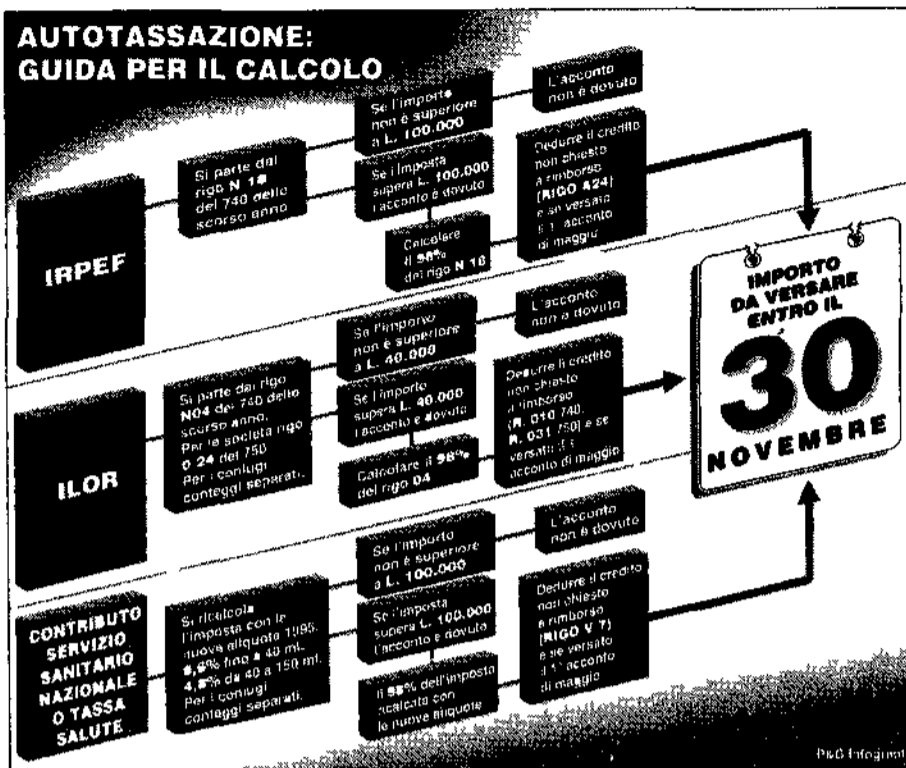 AUTOTASSAZIONE:
GUIDA PER IL CALCOLO
IRPEF
Si parte dal
rigo N 18
del 740 dello
scorso anno
Se l'importo
non è superiore
a L. 100.000
L'acconto
non è dovuto
Se l'imposta
supera L. 100.000
l'acconto è dovuto
Calcolare
il 98%
del rigo N 18
Dedurre il credito
non chiesto
a rimborso
(RIGO A24)
e se versato
il 1° acconto
di maggio
ILOR
Si parte dal rigo
N04 del 740 dello
scorso anno.
Per le società rigo
O 24 del 750
Per i coniugi
conteggi separati.
Se l'importo
non è superiore
a L. 40.000
L'acconto
non è dovuto
Se l'importo
supera L. 40.000
l'acconto è dovuto
Calcolare il 98%
del rigo 04
Dedurre il credito
non chiesto
a rimborso
(R. 010 740,
R. 031 750) e se
versato il
acconto di maggio
CONTRIBUTO
SERVIZIO
SANITARIO
NAZIONALE
O TASSA
SALUTE
Si ricalcola
l'imposta con le
nuove aliquote 1995.
fino a 40 ml.
da 40 a 150 ml.
Per i coniugi
conteggi separati.
Se l'importo
non è superiore
a L. 100.000
L'acconto
non è dovuto
Se l'imposta
supera L. 100.000
l'acconto è dovuto
Il 98% dell'imposta
calcolata con
le nuove aliquote
Dedurre il credito
non chiesto
a rimborso
(RIGO V 7)
e se versato
il 1° acconto
di maggio
IMPORTO
DA VERSARE
ENTRO IL
30
NOVEMBRE
P&G Infograph